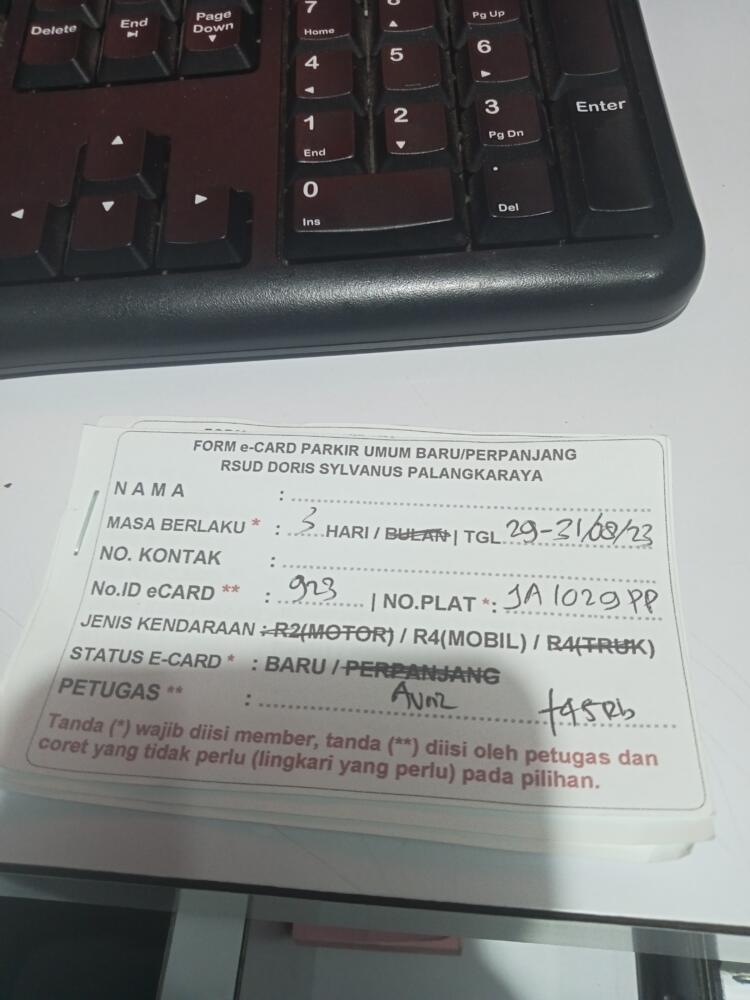 Delete End Page Down
7 Home 8 Pg Up
4 5 6
1 End 2 3 Pg Dn Enter
0 Ins . Del
FORM e-CARD PARKIR UMUM BARU/PERPANJANG
RSUD DORIS SYLVANUS PALANGKARAYA
NAMA :
MASA BERLAKU * : 3 HARI / BULAN | TGL 29-31/08/23
NO. KONTAK :
No.ID eCARD ** : 923 | NO.PLAT *: 1029 PP
JENIS KENDARAAN : R2(MOTOR) / R4(MOBIL) / R4(TRUK)
STATUS E-CARD * : BARU / PERPANJANG
PETUGAS ** :
Tanda (*) wajib diisi member, tanda (**) diisi oleh petugas dan
coret yang tidak perlu (lingkari yang perlu) pada pilihan.